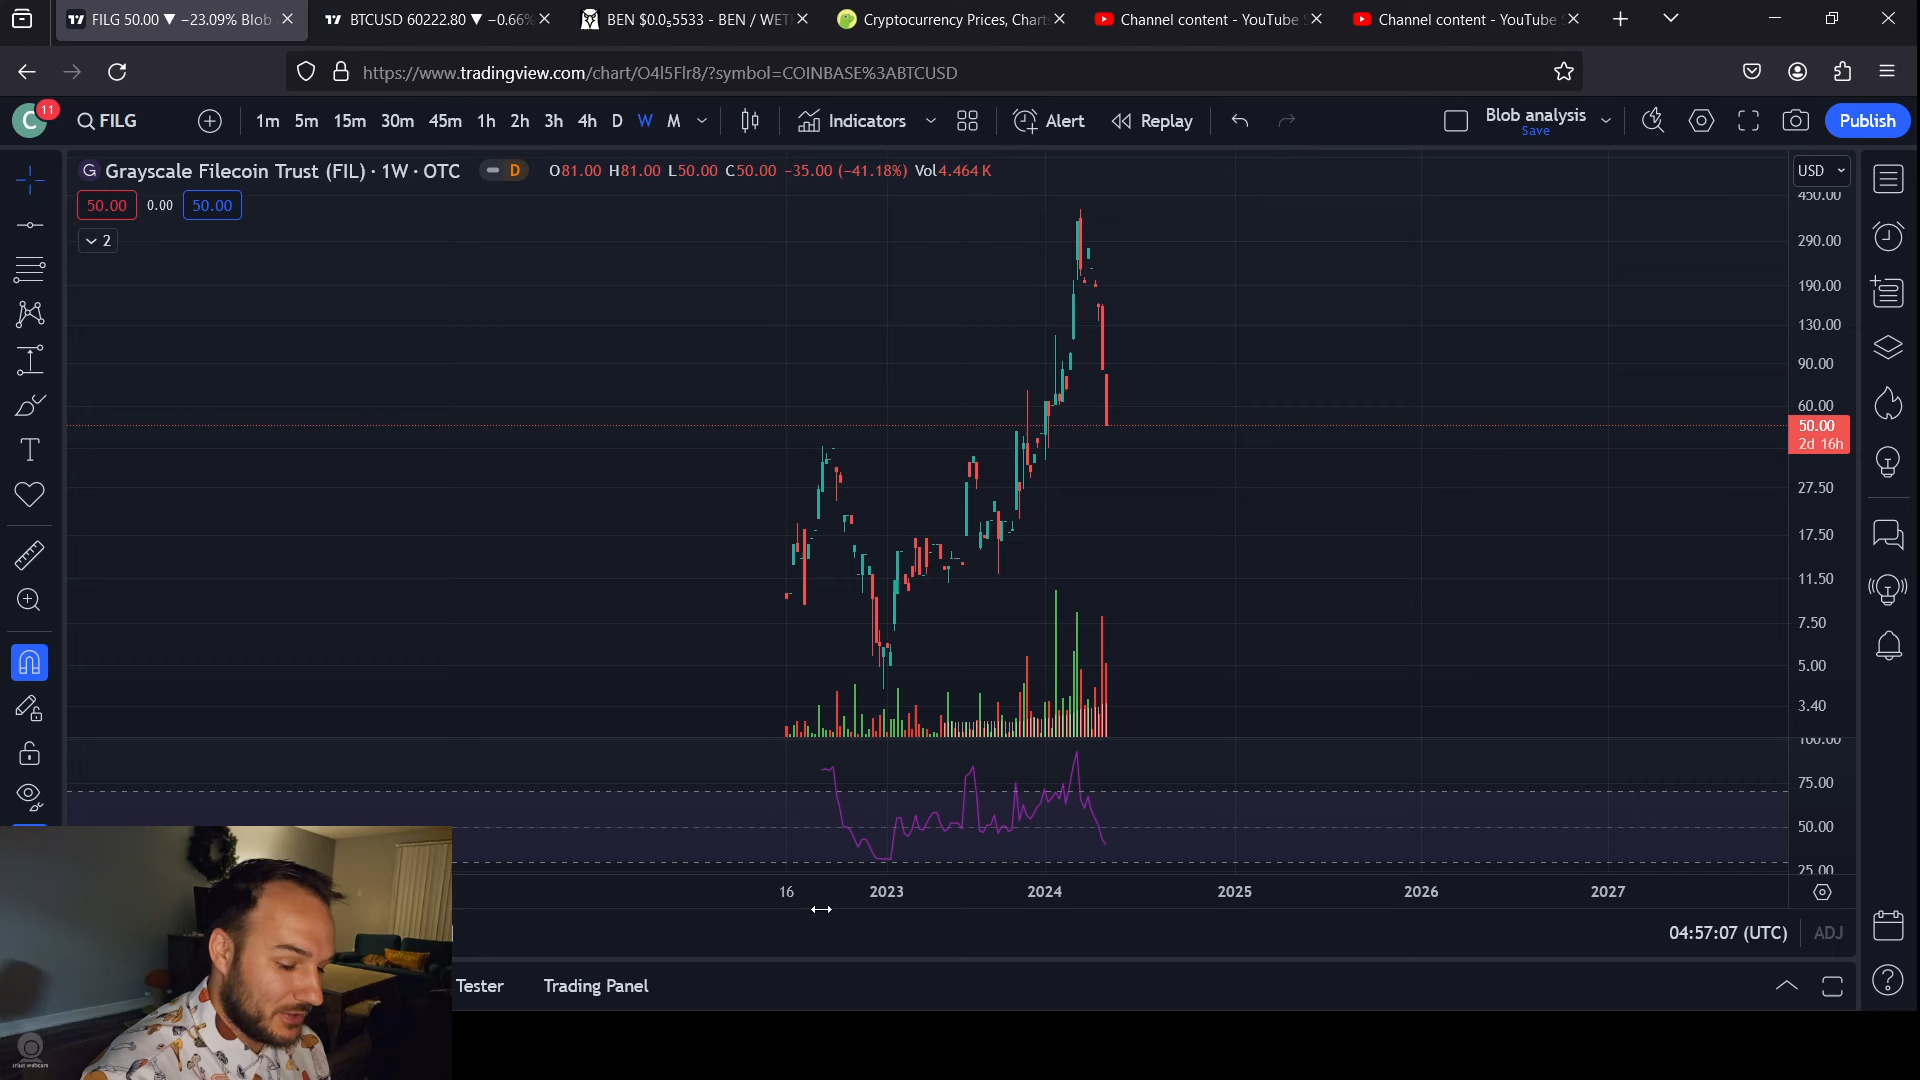 FILG 50.00 ▼ −23.09% Blob
BTCUSD 60222.80 ▼ −0.66%
BEN $0.0₅5533 - BEN / WET
Cryptocurrency Prices, Chart
Channel content - YouTube
Channel content - YouTube
https://www.tradingview.com/chart/O4l5Flr8/?symbol=COINBASE%3ABTCUSD
C
11
FILG
1m 5m 15m 30m 45m 1h 2h 3h 4h D W M
Indicators
Alert
Replay
Blob analysis
Save
Publish
G Grayscale Filecoin Trust (FIL) · 1W · OTC
D
O81.00 H81.00 L50.00 C50.00 −35.00 (−41.18%) Vol4.464 K
USD
50.00 0.00 50.00
2
450.00
290.00
190.00
130.00
90.00
60.00
50.00
2d 16h
27.50
17.50
11.50
7.50
5.00
3.40
100.00
75.00
50.00
25.00
16 2023 2024 2025 2026 2027
04:57:07 (UTC) ADJ
Tester Trading Panel